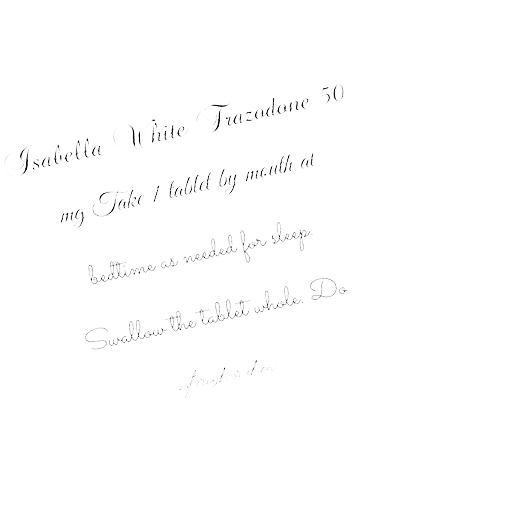 Isabella White Trazodone 50
mg Take 1 tablet by mouth at
bedtime as needed for sleep.
Swallow the tablet whole. Do